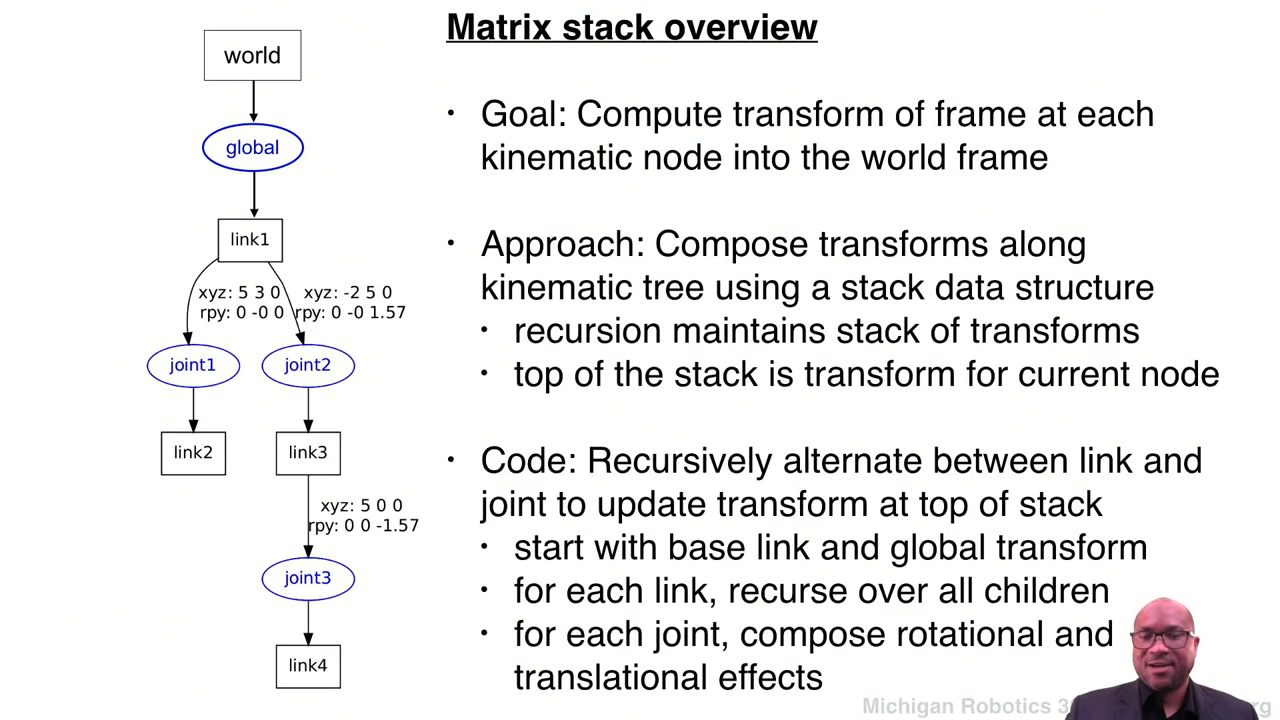 Matrix stack overview
world
global
link1
xyz: 5 3 0
rpy: 0 -0 0
xyz: -2 5 0
rpy: 0 -0 1.57
joint1
joint2
link2
link3
xyz: 5 0 0
rpy: 0 0 -1.57
joint3
link4
• Goal: Compute transform of frame at each
kinematic node into the world frame
• Approach: Compose transforms along
kinematic tree using a stack data structure
• recursion maintains stack of transforms
• top of the stack is transform for current node
• Code: Recursively alternate between link and
joint to update transform at top of stack
• start with base link and global transform
• for each link, recurse over all children
• for each joint, compose rotational and
translational effects
Michigan Robotics